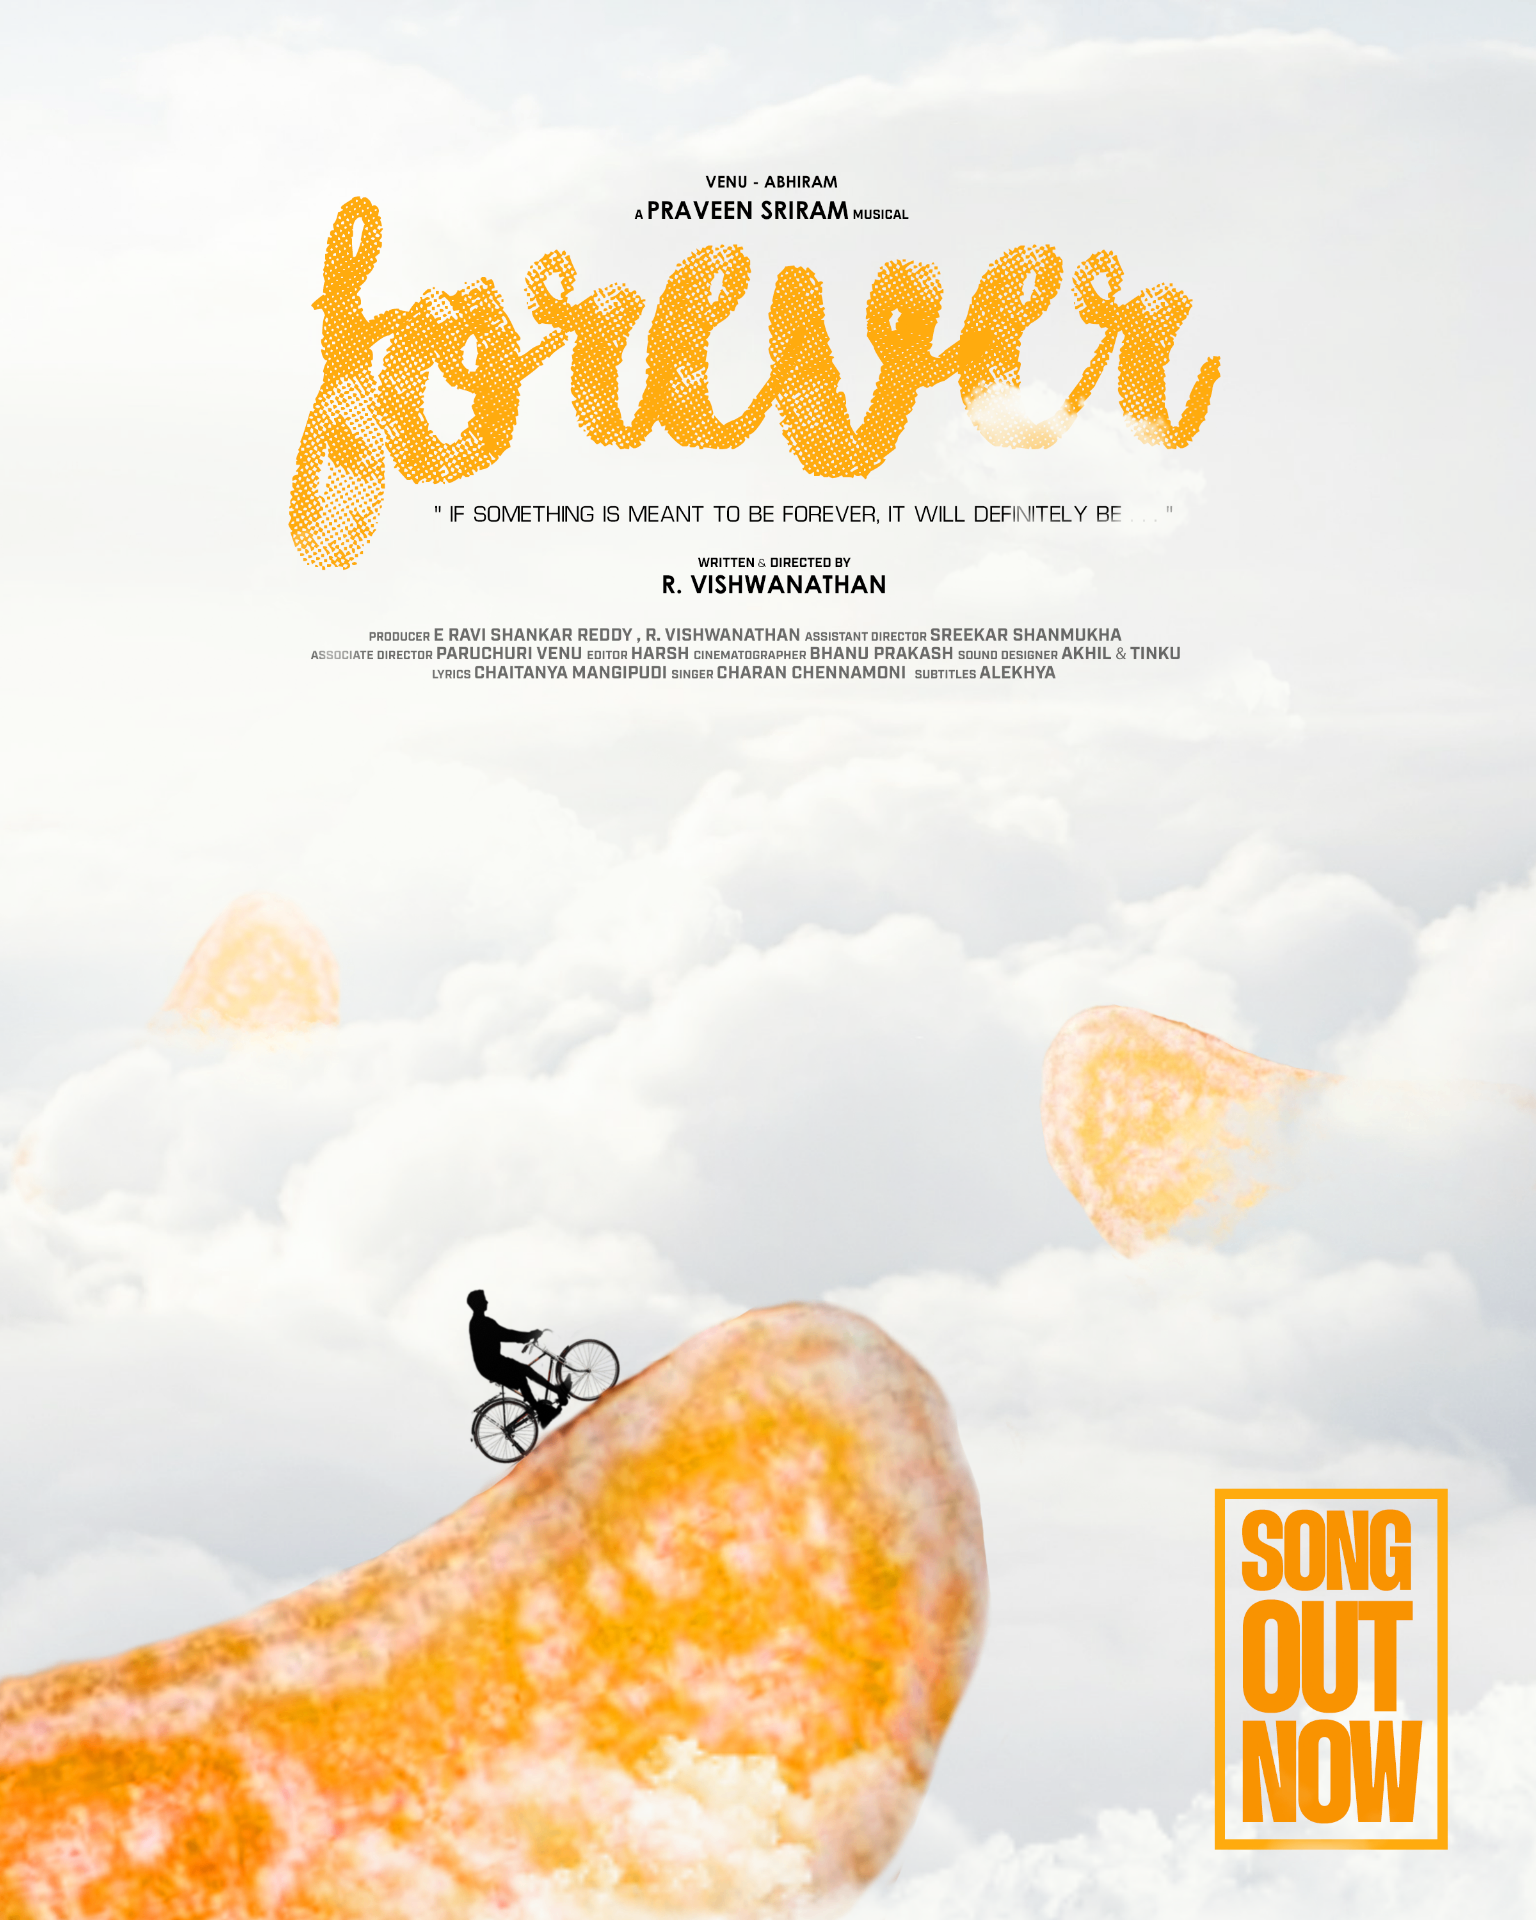 VENU - ABHIRAM
A PRAVEEN SRIRAM MUSICAL
forever
" IF SOMETHING IS MEANT TO BE FOREVER, IT WILL DEFINITELY BE . . . "
WRITTEN & DIRECTED BY
R. VISHWANATHAN
PRODUCER E RAVI SHANKAR REDDY , R. VISHWANATHAN ASSISTANT DIRECTOR SREEKAR SHANMUKHA
ASSOCIATE DIRECTOR PARUCHURI VENU EDITOR HARSH CINEMATOGRAPHER BHANU PRAKASH SOUND DESIGNER AKHIL & TINKU
LYRICS CHAITANYA MANGIPUDI SINGER CHARAN CHENNAMONI SUBTITLES ALEKHYA
SONG
OUT
NOW